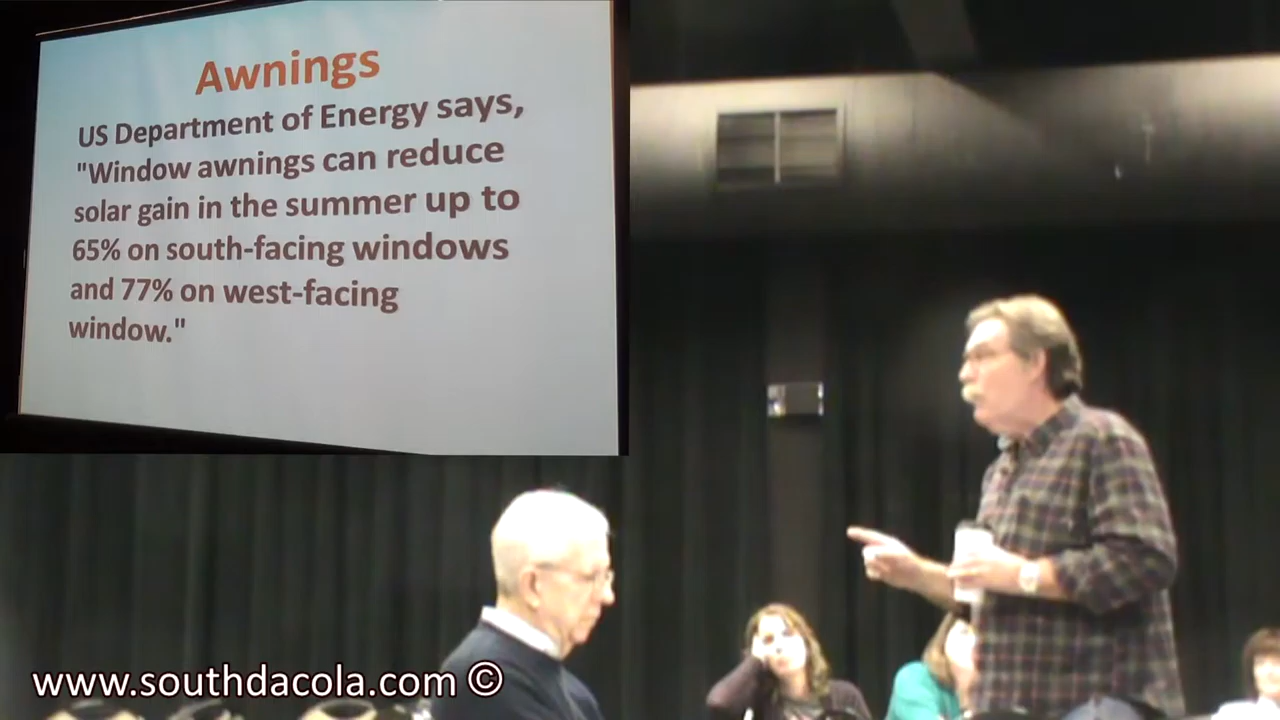 Awnings
US Department of Energy says,
"Window awnings can reduce
solar gain in the summer up to
65% on south-facing windows
and 77% on west-facing
window."
www.southdacola.com ©